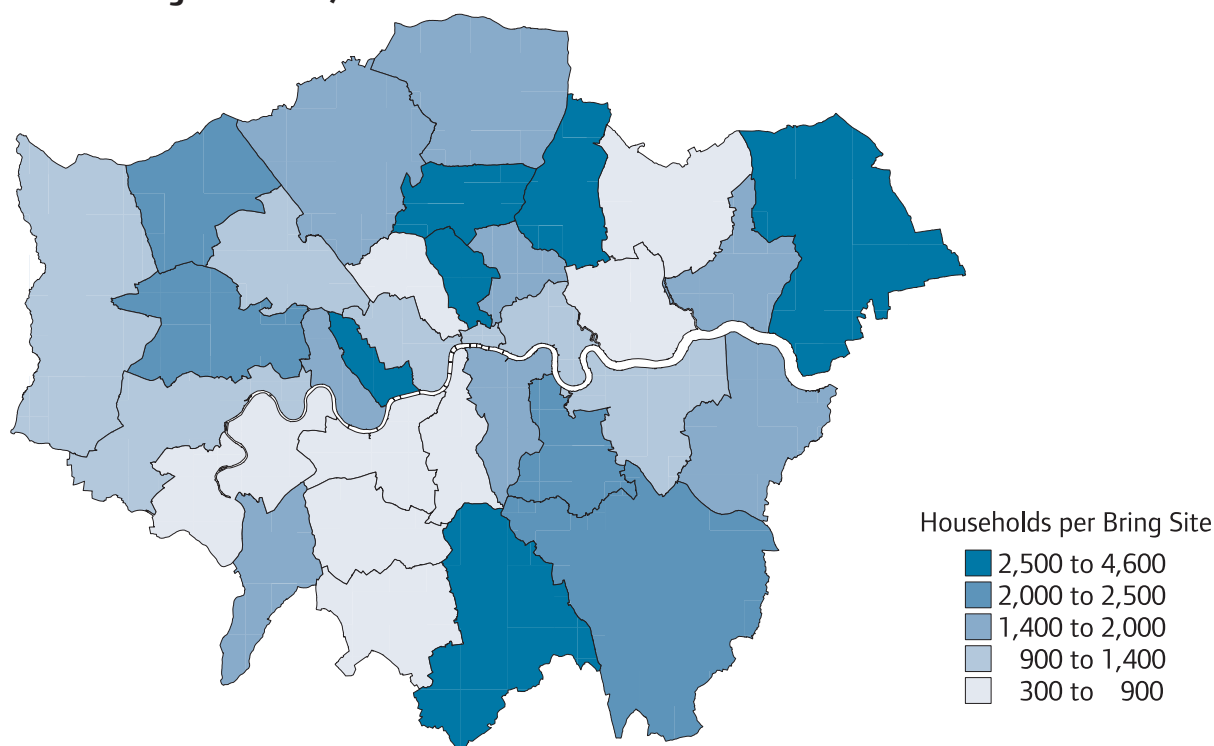 Households per Bring Site
2,500 to 4,600
2,000 to 2,500
1,400 to 2,000
900 to 1,400
300 to 900